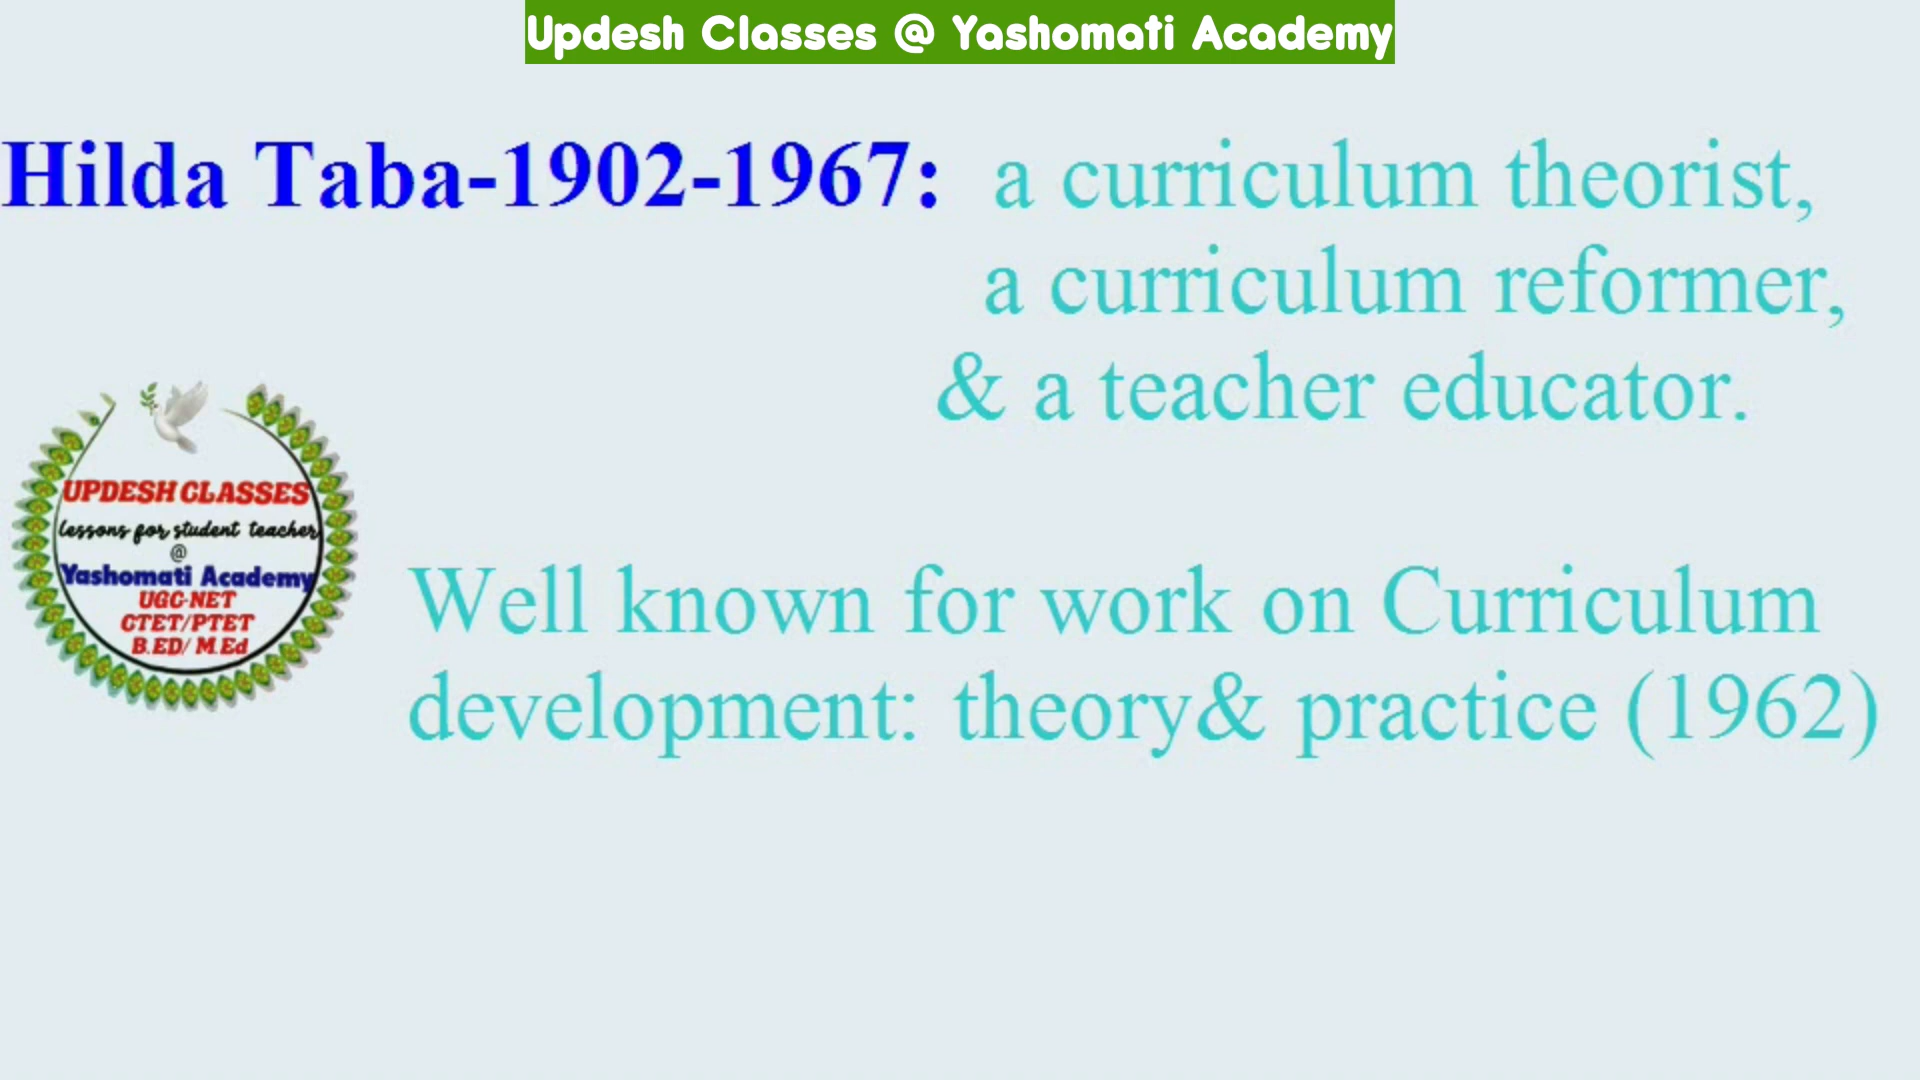 Updesh Classes @ Yashomati Academy
Hilda Taba-1902-1967: a curriculum theorist,
a curriculum reformer,
& a teacher educator.
UPDESH CLASSES
lessons for student teacher
@
Yashomati Academy
UGC-NET
CTET/PTET
B.ED/ M.Ed
Well known for work on Curriculum
development: theory& practice (1962)